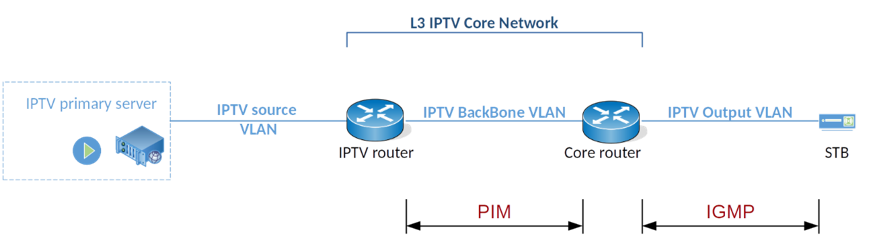 L3 IPTV Core Network
IPTV primary server
IPTV source
VLAN
IPTV BackBone VLAN
IPTV Output VLAN
IPTV router
Core router
STB
PIM
IGMP